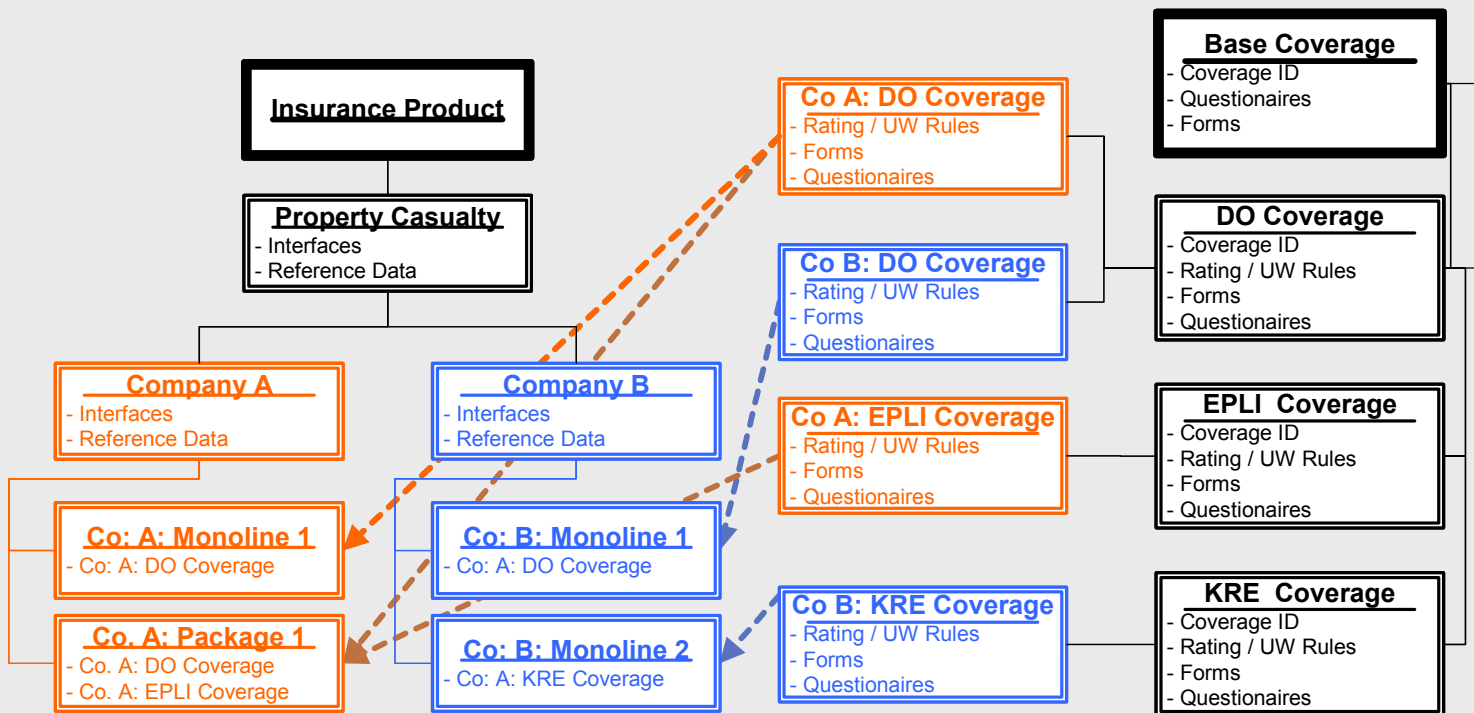 Insurance Product
Property Casualty
- Interfaces
- Reference Data
Company A
- Interfaces
- Reference Data
Co: A: Monoline 1
- Co: A: DO Coverage
Co. A: Package 1
- Co. A: DO Coverage
- Co. A: EPLI Coverage
Company B
- Interfaces
- Reference Data
Co: B: Monoline 1
- Co: A: DO Coverage
Co: B: Monoline 2
- Co: A: KRE Coverage
Co A: DO Coverage
- Rating / UW Rules
- Forms
- Questionaires
Co B: DO Coverage
- Rating / UW Rules
- Forms
- Questionaires
Co A: EPLI Coverage
- Rating / UW Rules
- Forms
- Questionaires
Co B: KRE Coverage
- Rating / UW Rules
- Forms
- Questionaires
Base Coverage
- Coverage ID
- Questionaires
- Forms
DO Coverage
- Coverage ID
- Rating / UW Rules
- Forms
- Questionaires
EPLI Coverage
- Coverage ID
- Rating / UW Rules
- Forms
- Questionaires
KRE Coverage
- Coverage ID
- Rating / UW Rules
- Forms
- Questionaires